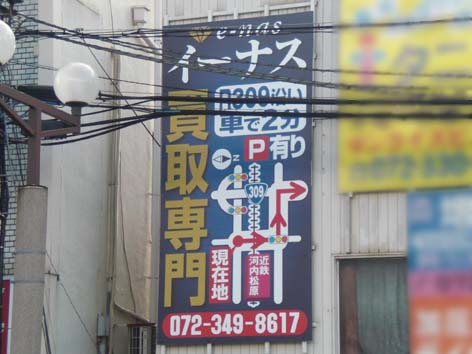 e-nas
イーナス
買取専門
R309沿い
車で2分
P有り
N
309
現在地
近鉄
河内松原
072-349-8617